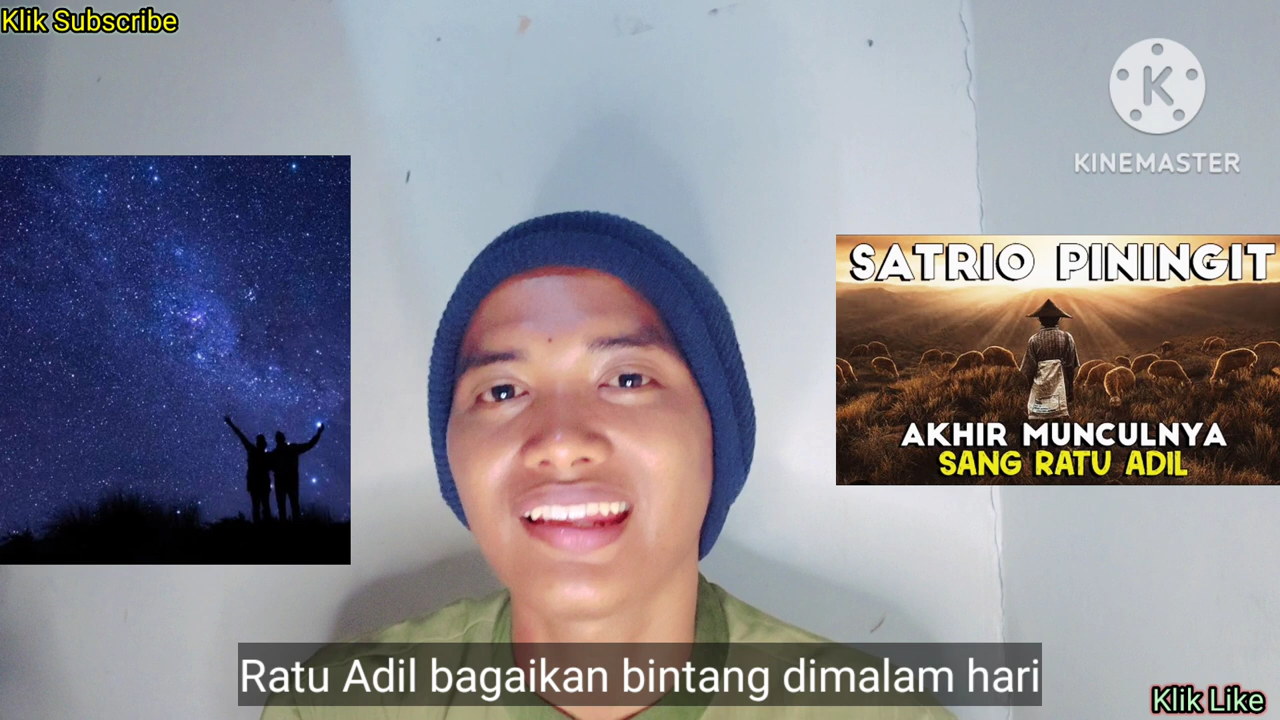 Klik Subscribe
K
KINEMASTER
SATRIO PININGIT
AKHIR MUNCULNYA
SANG RATU ADIL
Ratu Adil bagaikan bintang dimalam hari
Klik Like